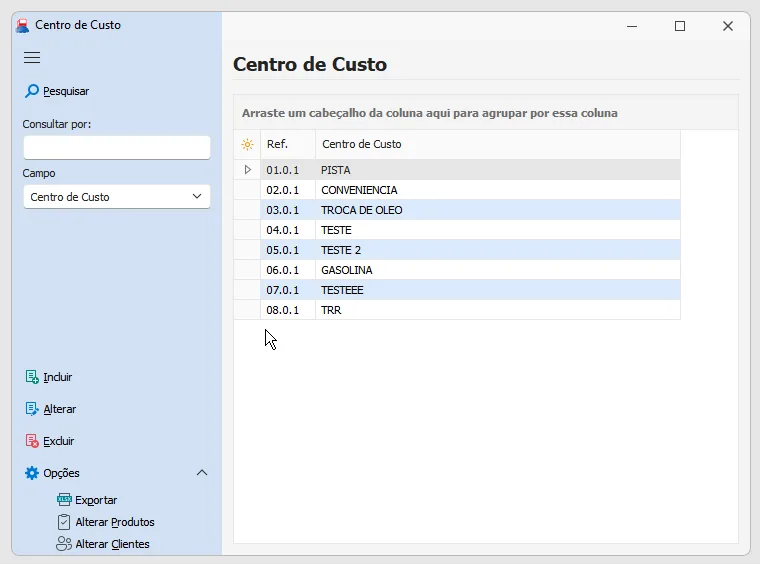 Centro de Custo
Pesquisar
Consultar por:
Campo
Centro de Custo
Incluir
Alterar
Excluir
Opções
XLSX
Exportar
Alterar Produtos
Alterar Clientes
Centro de Custo
Arraste um cabeçalho da coluna aqui para agrupar por essa coluna
Ref. Centro de Custo
01.0.1 PISTA
02.0.1 CONVENIENCIA
03.0.1 TROCA DE OLEO
04.0.1 TESTE
05.0.1 TESTE 2
06.0.1 GASOLINA
07.0.1 TESTEEE
08.0.1 TRR